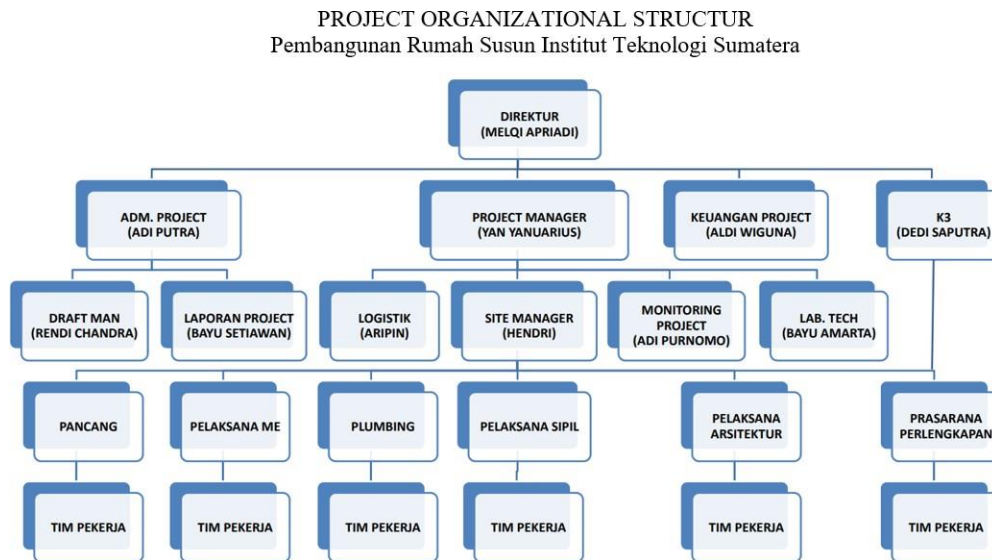 PROJECT ORGANIZATIONAL STRUCTUR
Pembangunan Rumah Susun Institut Teknologi Sumatera
DIREKTUR
(MELQI APRIADI)
ADM. PROJECT
(ADI PUTRA)
PROJECT MANAGER
(YAN YANUARIUS)
KEUANGAN PROJECT
(ALDI WIGUNA)
K3
(DEDI SAPUTRA)
DRAFT MAN
(RENDI CHANDRA)
LAPORAN PROJECT
(BAYU SETIAWAN)
LOGISTIK
(ARIPIN)
SITE MANAGER
(HENDRI)
MONITORING
PROJECT
(ADI PURNOMO)
LAB. TECH
(BAYU AMARTA)
PANCANG
PELAKSANA ME
PLUMBING
PELAKSANA SIPIL
PELAKSANA
ARSITEKTUR
PRASARANA
PERLENGKAPAN
TIM PEKERJA
TIM PEKERJA
TIM PEKERJA
TIM PEKERJA
TIM PEKERJA
TIM PEKERJA